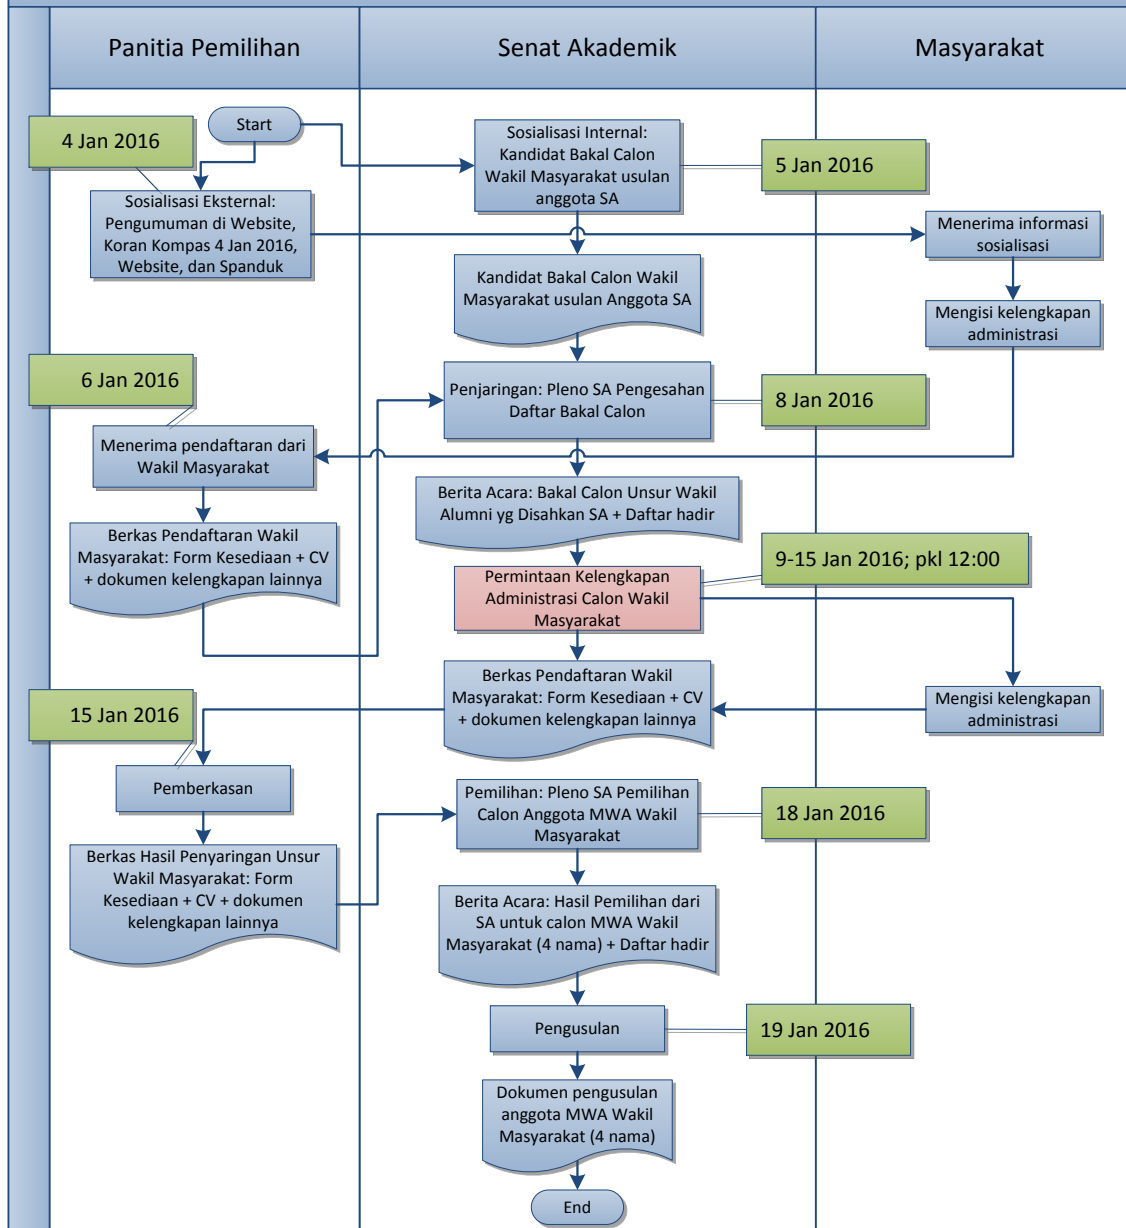 Panitia Pemilihan
Senat Akademik
Masyarakat
Start
4 Jan 2016
Sosialisasi Internal:
Kandidat Bakal Calon
Wakil Masyarakat usulan
anggota SA
5 Jan 2016
Sosialisasi Eksternal:
Pengumuman di Website,
Koran Kompas 4 Jan 2016,
Website, dan Spanduk
Menerima informasi
sosialisasi
Kandidat Bakal Calon Wakil
Masyarakat usulan Anggota SA
Mengisi kelengkapan
administrasi
6 Jan 2016
Penjaringan: Pleno SA Pengesahan
Daftar Bakal Calon
8 Jan 2016
Menerima pendaftaran dari
Wakil Masyarakat
Berita Acara: Bakal Calon Unsur Wakil
Alumni yg Disahkan SA + Daftar hadir
Berkas Pendaftaran Wakil
Masyarakat: Form Kesediaan + CV
+ dokumen kelengkapan lainnya
9-15 Jan 2016; pkl 12:00
Permintaan Kelengkapan
Administrasi Calon Wakil
Masyarakat
Berkas Pendaftaran Wakil
Masyarakat: Form Kesediaan + CV
+ dokumen kelengkapan lainnya
Mengisi kelengkapan
administrasi
15 Jan 2016
Pemberkasan
Pemilihan: Pleno SA Pemilihan
Calon Anggota MWA Wakil
Masyarakat
18 Jan 2016
Berkas Hasil Penyaringan Unsur
Wakil Masyarakat: Form
Kesediaan + CV + dokumen
kelengkapan lainnya
Berita Acara: Hasil Pemilihan dari
SA untuk calon MWA Wakil
Masyarakat (4 nama) + Daftar hadir
Pengusulan
19 Jan 2016
Dokumen pengusulan
anggota MWA Wakil
Masyarakat (4 nama)
End